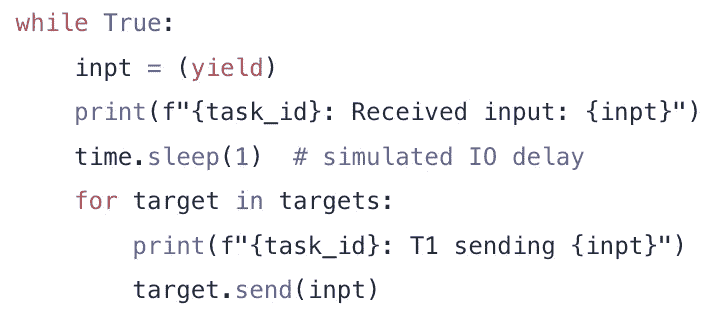 while True:
    inpt = (yield)
    print(f"{task_id}: Received input: {inpt}")
    time.sleep(1)  # simulated IO delay
    for target in targets:
        print(f"{task_id}: T1 sending {inpt}")
        target.send(inpt)